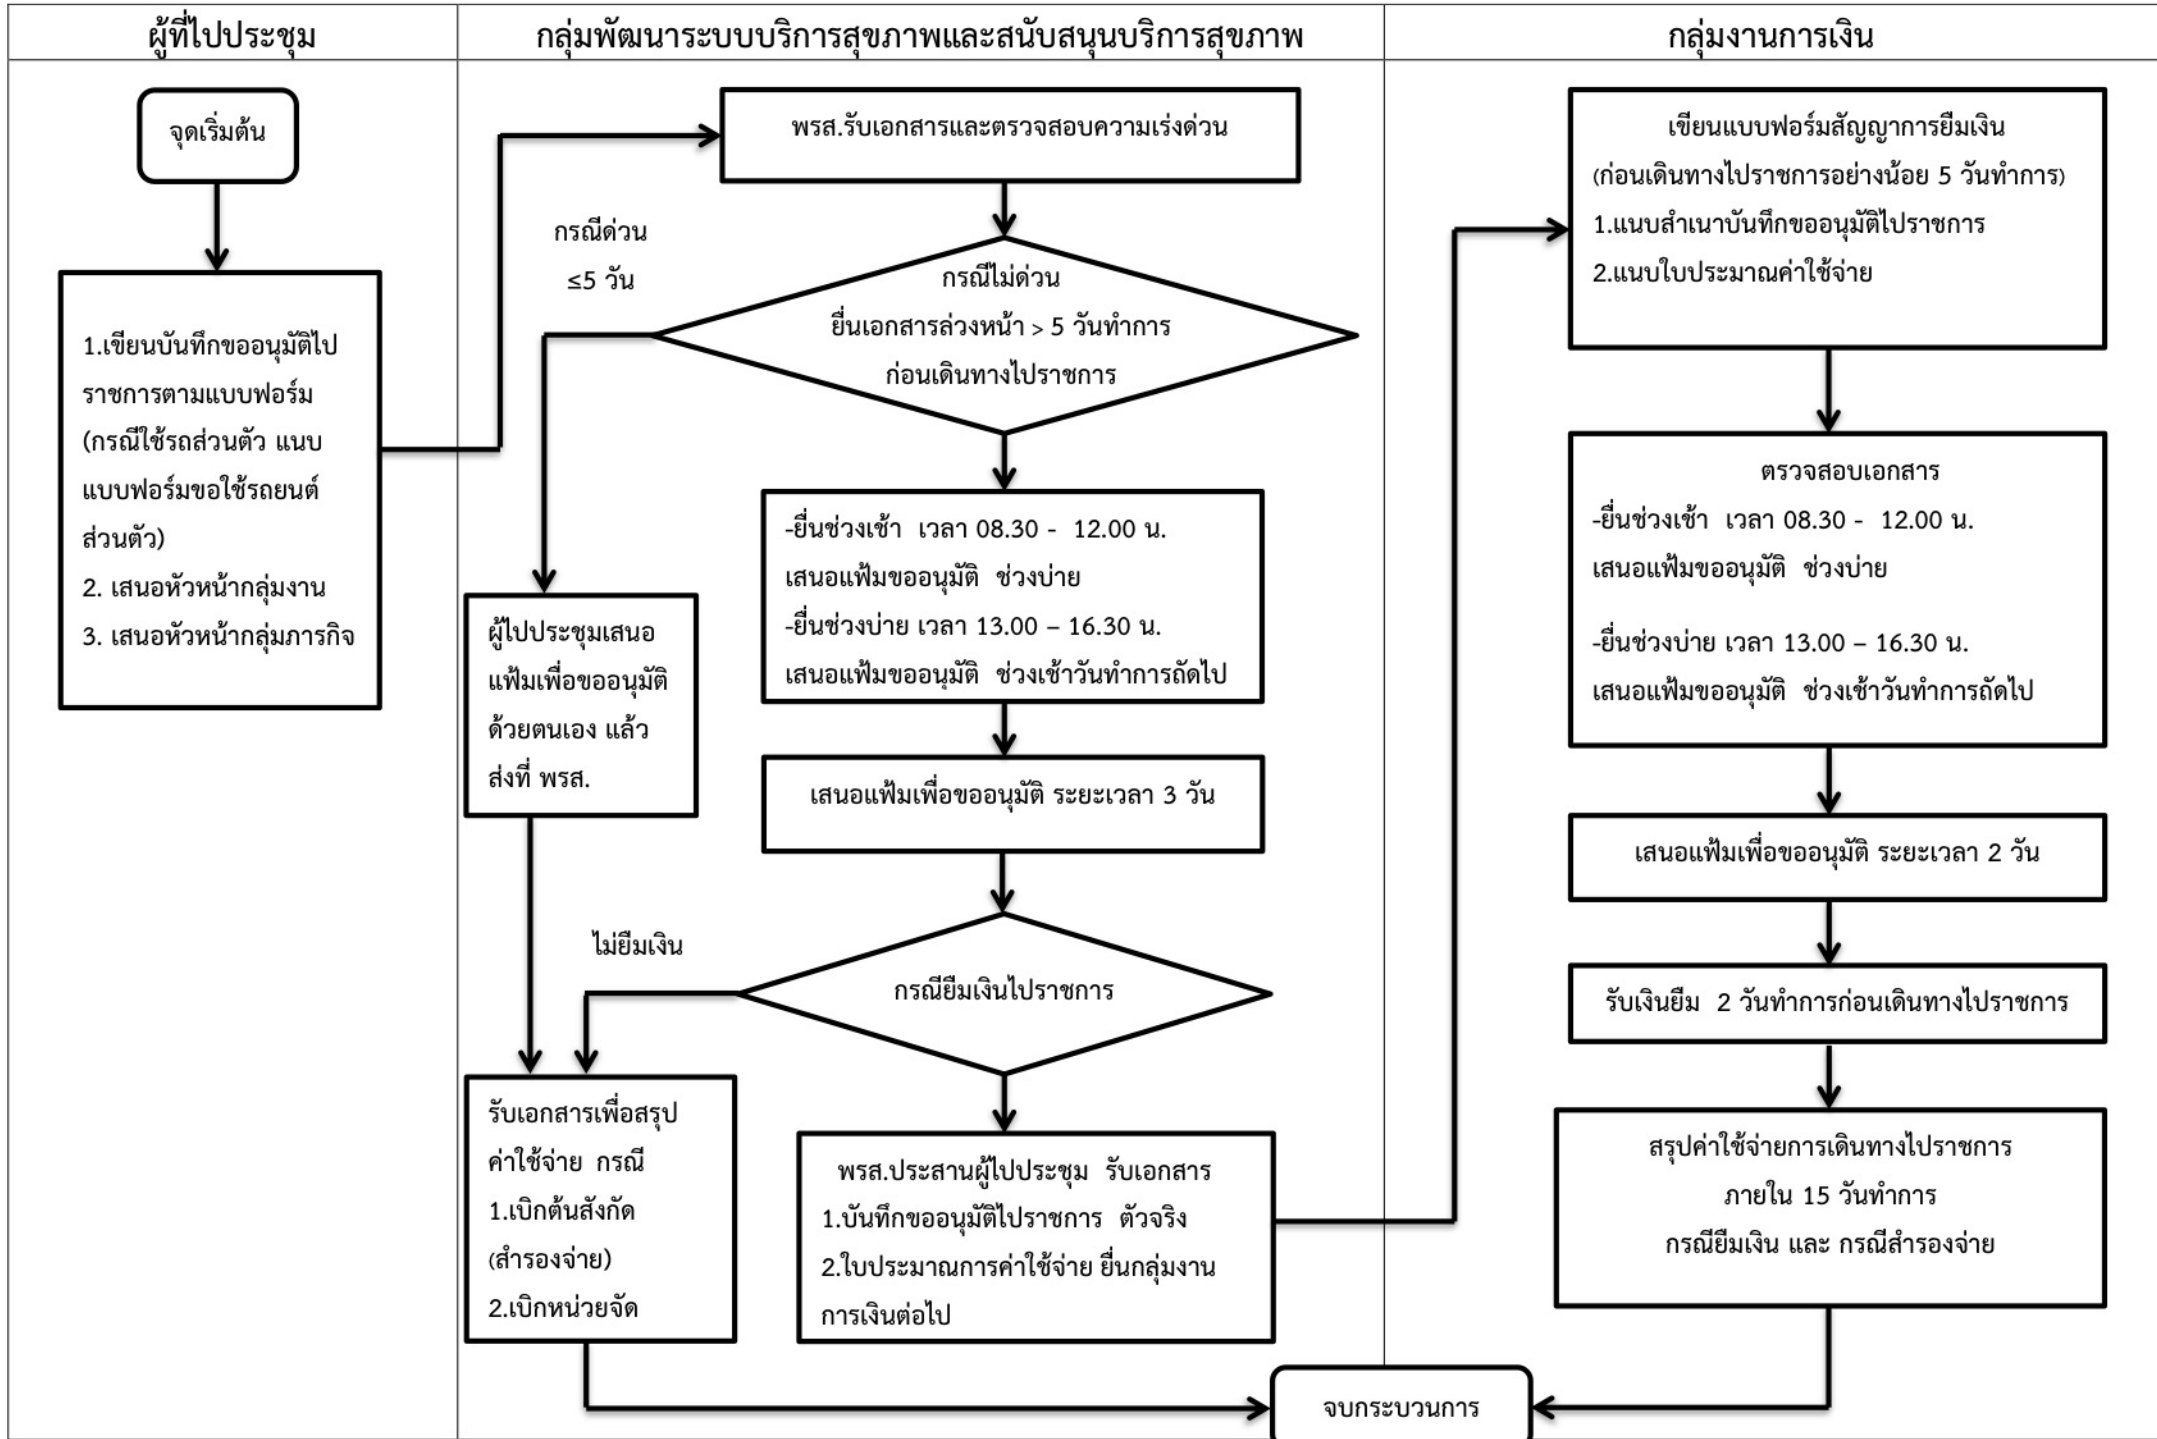 ผู้ที่ไปประชุม
กลุ่มพัฒนาระบบบริการสุขภาพและสนับสนุนบริการสุขภาพ
กลุ่มงานการเงิน
จุดเริ่มต้น
1.เขียนบันทึกขออนุมัติไป
ราชการตามแบบฟอร์ม
(กรณีใช้รถส่วนตัว แนบ
แบบฟอร์มขอใช้รถยนต์
ส่วนตัว)
2. เสนอหัวหน้ากลุ่มงาน
3. เสนอหัวหน้ากลุ่มภารกิจ
พรส.รับเอกสารและตรวจสอบความเร่งด่วน
กรณีด่วน
≤5 วัน
กรณีไม่ด่วน
ยื่นเอกสารล่วงหน้า > 5 วันทำการ
ก่อนเดินทางไปราชการ
ผู้ไปประชุมเสนอ
แฟ้มเพื่อขออนุมัติ
ด้วยตนเอง แล้ว
ส่งที่ พรส.
-ยื่นช่วงเช้า เวลา 08.30 - 12.00 น.
เสนอแฟ้มขออนุมัติ ช่วงบ่าย
-ยื่นช่วงบ่าย เวลา 13.00 – 16.30 น.
เสนอแฟ้มขออนุมัติ ช่วงเช้าวันทำการถัดไป
เสนอแฟ้มเพื่อขออนุมัติ ระยะเวลา 3 วัน
ไม่ยืมเงิน
กรณียืมเงินไปราชการ
รับเอกสารเพื่อสรุป
ค่าใช้จ่าย กรณี
1.เบิกต้นสังกัด
(สำรองจ่าย)
2.เบิกหน่วยจัด
พรส.ประสานผู้ไปประชุม รับเอกสาร
1.บันทึกขออนุมัติไปราชการ ตัวจริง
2.ใบประมาณการค่าใช้จ่าย ยื่นกลุ่มงาน
การเงินต่อไป
เขียนแบบฟอร์มสัญญาการยืมเงิน
(ก่อนเดินทางไปราชการอย่างน้อย 5 วันทำการ)
1.แนบสำเนาบันทึกขออนุมัติไปราชการ
2.แนบใบประมาณค่าใช้จ่าย
ตรวจสอบเอกสาร
-ยื่นช่วงเช้า เวลา 08.30 - 12.00 น.
เสนอแฟ้มขออนุมัติ ช่วงบ่าย
-ยื่นช่วงบ่าย เวลา 13.00 – 16.30 น.
เสนอแฟ้มขออนุมัติ ช่วงเช้าวันทำการถัดไป
เสนอแฟ้มเพื่อขออนุมัติ ระยะเวลา 2 วัน
รับเงินยืม 2 วันทำการก่อนเดินทางไปราชการ
สรุปค่าใช้จ่ายการเดินทางไปราชการ
ภายใน 15 วันทำการ
กรณียืมเงิน และ กรณีสำรองจ่าย
จบกระบวนการ